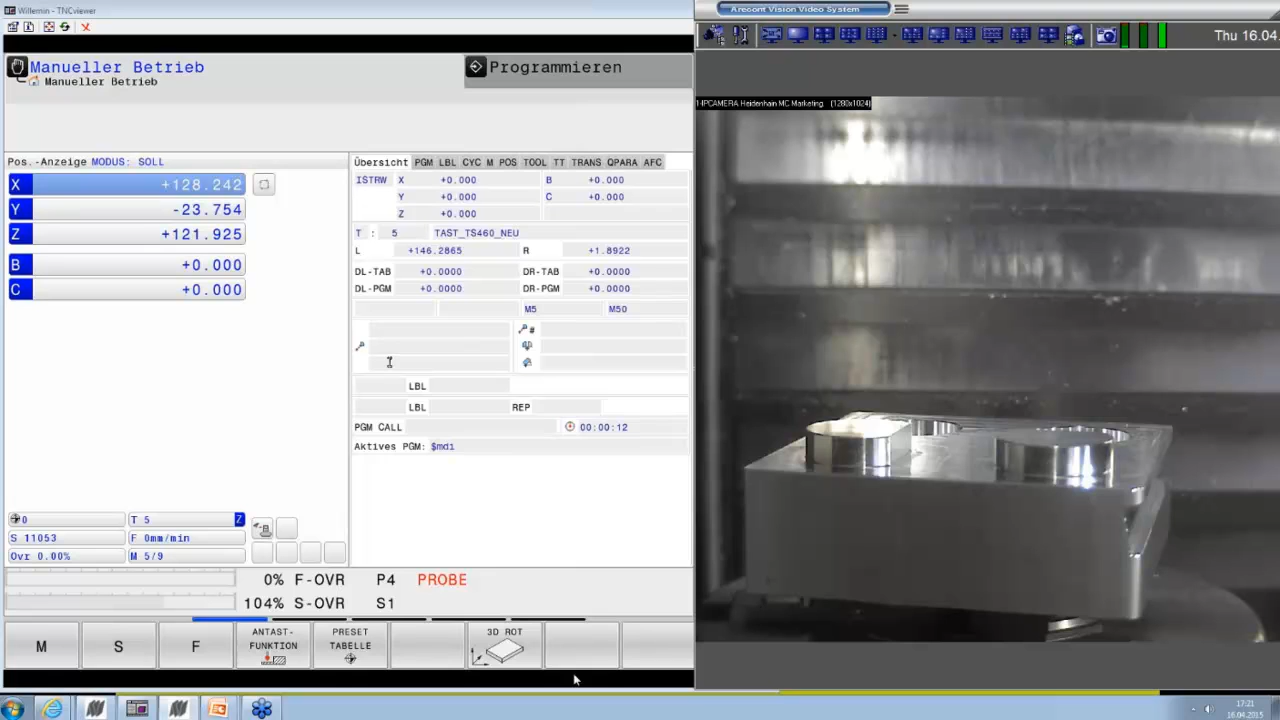 Willemin - TNCviewer
Arecont Vision Video System
Thu 16.04.
Manueller Betrieb
Manueller Betrieb
Programmieren
HPCAMERA Heidenhain MC Marketing (1280x1024)
Pos.-Anzeige MODUS: SOLL
X +128.242
Y -23.754
Z +121.925
B +0.000
C +0.000
Übersicht PGM LBL CYC M POS TOOL TT TRANS QPARA AFC
ISTRW X +0.000 B +0.000
Y +0.000 C +0.000
Z +0.000
T : 5 TAST_TS460_NEU
L +146.2865 R +1.8922
DL-TAB +0.0000 DR-TAB +0.0000
DL-PGM +0.0000 DR-PGM +0.0000
M5 M50
#
LBL
LBL REP
PGM CALL 00:00:12
Aktives PGM: $mdi
0 T 5 Z
S 11053 F 0mm/min
Ovr 0.00% M 5/9
0% F-OVR P4 PROBE
104% S-OVR S1
M
S
F
ANTAST-
FUNKTION
PRESET
TABELLE
3D ROT
17:21
16.04.2015